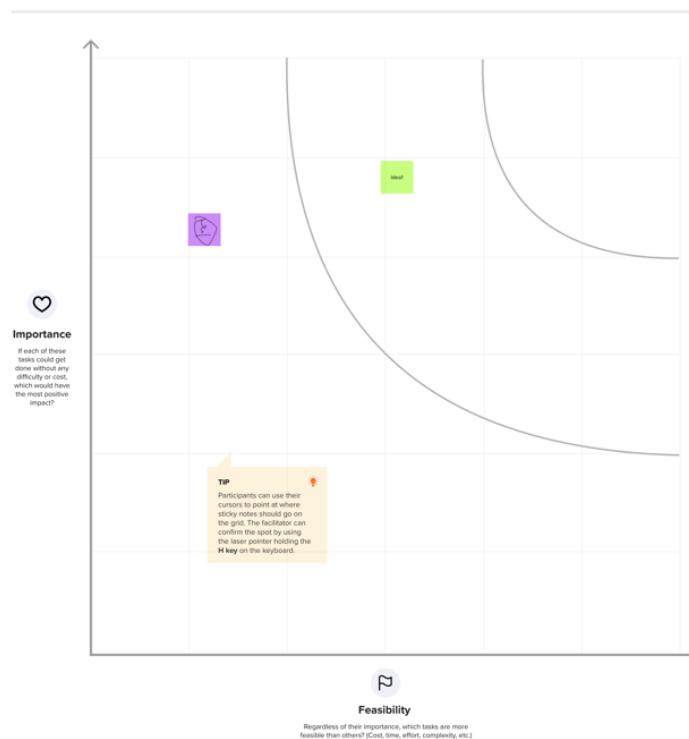 Idea1
Importance
If each of these
tasks could get
done without any
difficulty or cost,
which would have
the most positive
impact?
TIP
Participants can use their
cursors to point at where
sticky notes should go on
the grid. The facilitator can
confirm the spot by using
the laser pointer holding the
H key on the keyboard.
Feasibility
Regardless of their importance, which tasks are more
feasible than others? (Cost, time, effort, complexity, etc.)